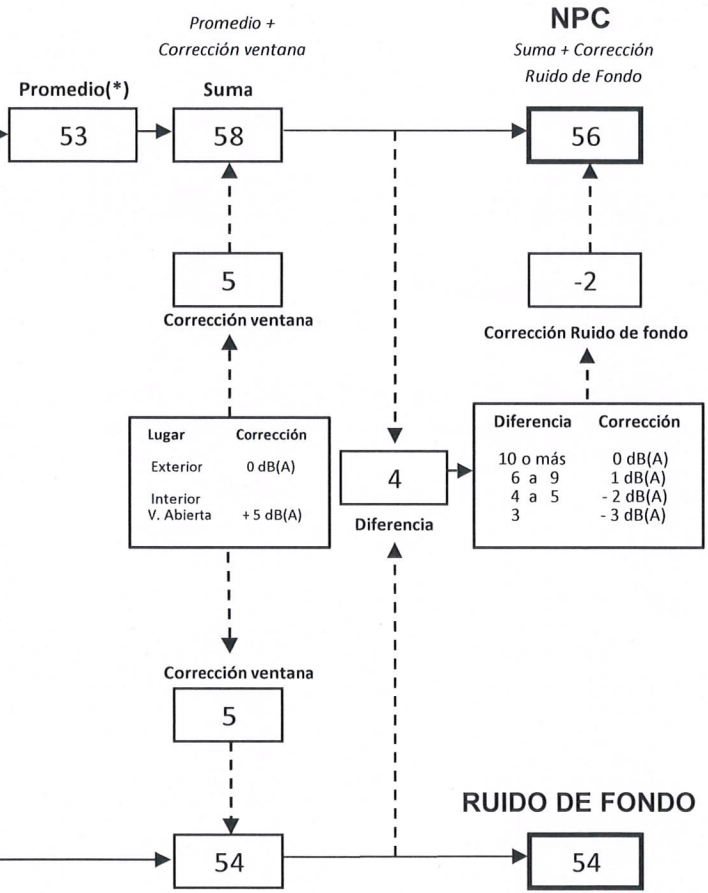 Promedio +
Corrección ventana
NPC
Suma + Corrección
Ruido de Fondo
Promedio(*)
Suma
53
58
56
5
-2
Corrección ventana
Corrección Ruido de fondo
Lugar Corrección
Exterior 0 dB(A)
Interior
V. Abierta + 5 dB(A)
4
Diferencia
Diferencia Corrección
10 o más 0 dB(A)
6 a 9 1 dB(A)
4 a 5 - 2 dB(A)
3 - 3 dB(A)
Corrección ventana
5
RUIDO DE FONDO
54
54